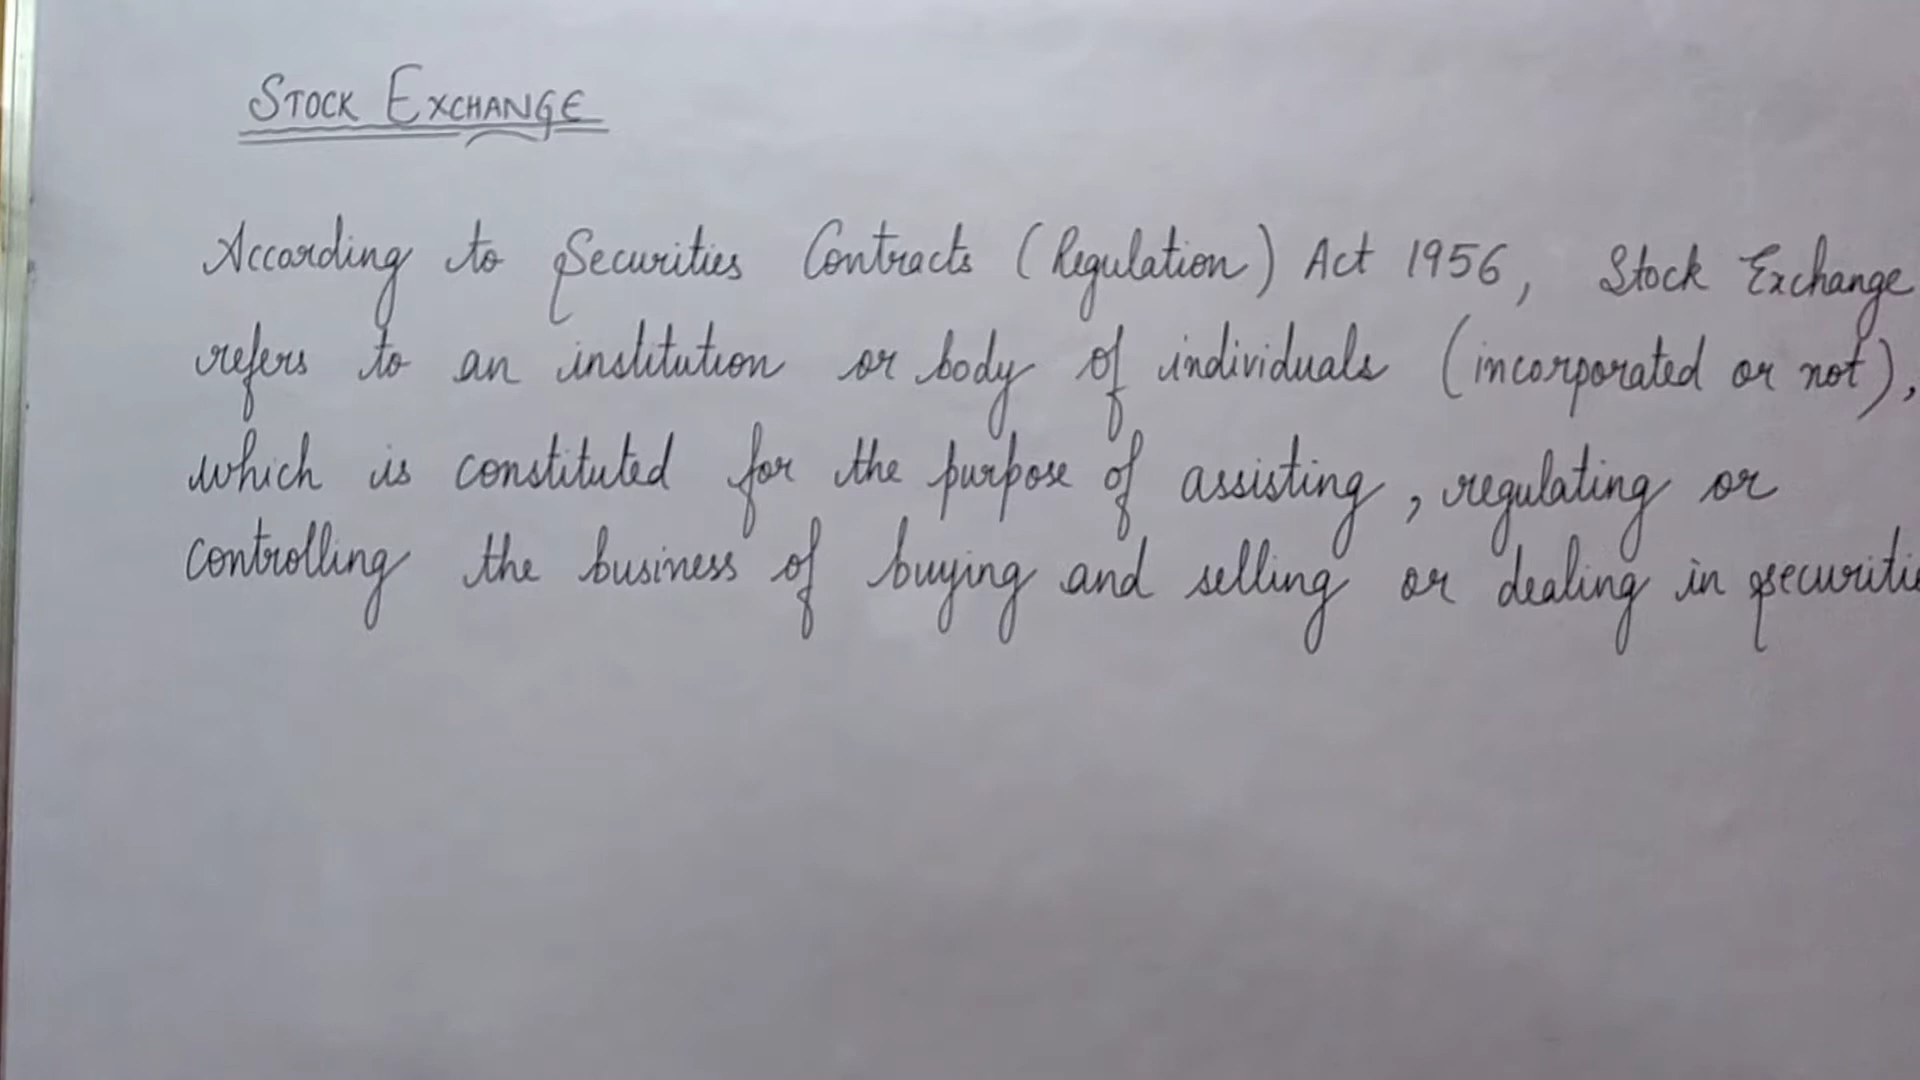 STOCK EXCHANGE
According to Securities Contracts (Regulation) Act 1956, Stock Exchange
refers to an institution or body of individuals (incorporated or not),
which is constituted for the purpose of assisting, regulating or
controlling the business of buying and selling or dealing in securitie